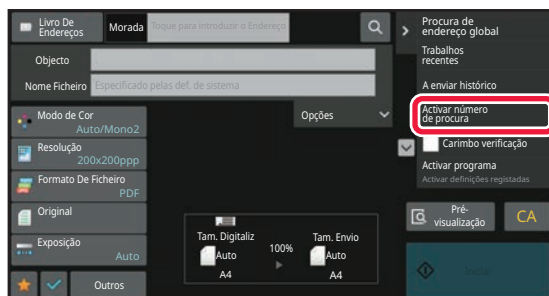 Livro De
Endereços
Morada
Toque para introduzir o Endereço
Objecto
Nome Ficheiro
Especificado pelas def. de sistema
Modo de Cor
Auto/Mono2
Resolução
200x200ppp
Formato De Ficheiro
PDF
Original
Exposição
Auto
Outros
Opções
Tam. Digitaliz
Auto
A4
100%
Tam. Envio
Auto
A4
Procura de
endereço global
Trabalhos
recentes
A enviar histórico
Activar número
de procura
Carimbo verificação
Activar programa
Activar definições registadas
Pré-
visualização
CA
Iniciar